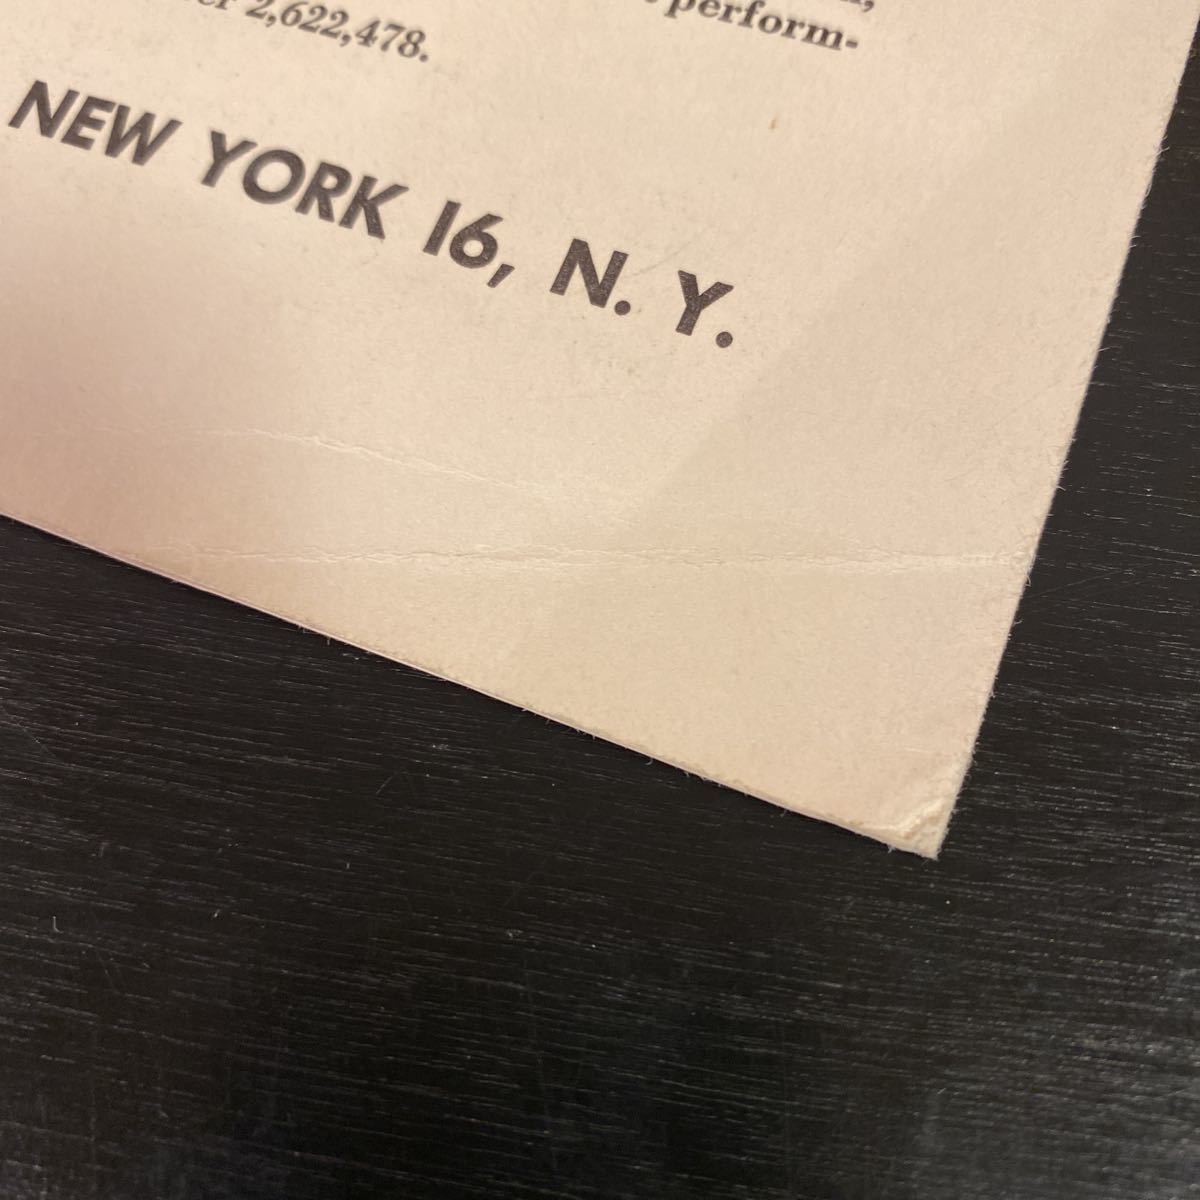 2,622,478.
perform-
NEW YORK 16, N. Y.